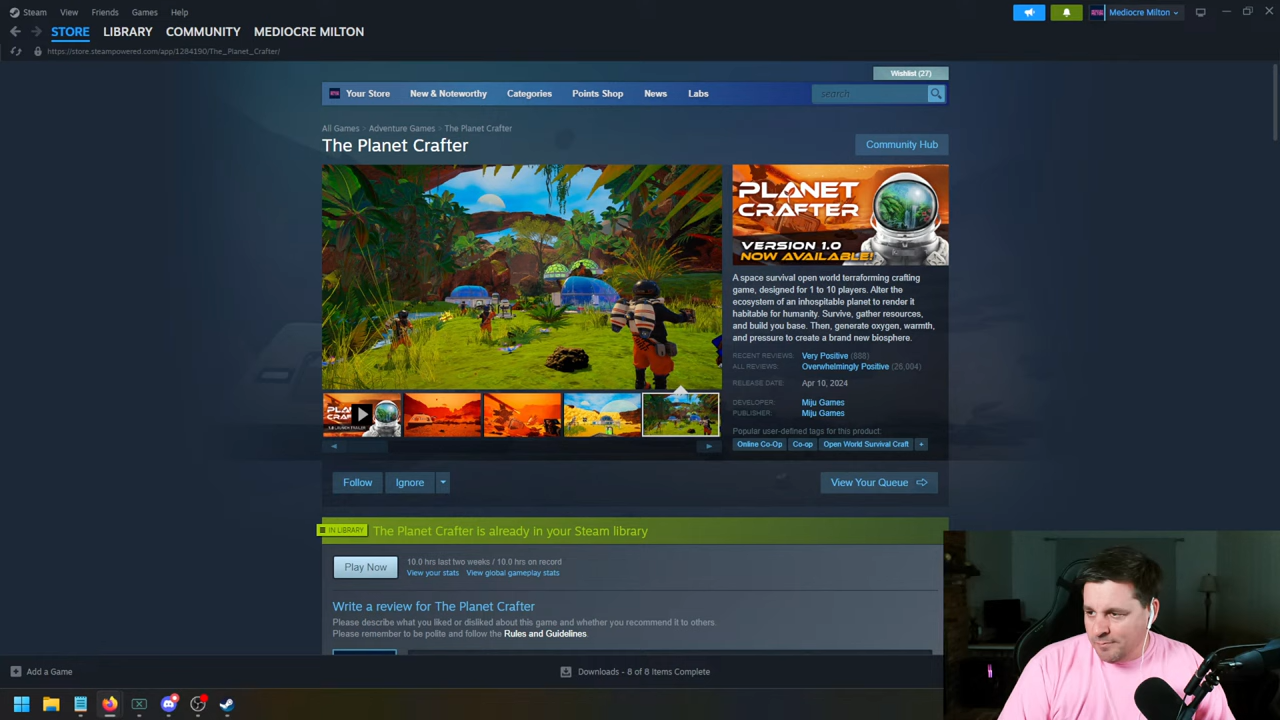 Steam View Friends Games Help
Mediocre Milton
STORE LIBRARY COMMUNITY MEDIOCRE MILTON
https://store.steampowered.com/app/1284190/The_Planet_Crafter/
Wishlist (27)
Your Store New & Noteworthy Categories Points Shop News Labs
search
All Games > Adventure Games > The Planet Crafter
The Planet Crafter
Community Hub
PLANET
CRAFTER
VERSION 1.0
NOW AVAILABLE!
A space survival open world terraforming crafting
game, designed for 1 to 10 players. Alter the
ecosystem of an inhospitable planet to render it
habitable for humanity. Survive, gather resources,
and build you base. Then, generate oxygen, warmth,
and pressure to create a brand new biosphere.
RECENT REVIEWS: Very Positive (888)
ALL REVIEWS: Overwhelmingly Positive (26,004)
RELEASE DATE: Apr 10, 2024
DEVELOPER: Miju Games
PUBLISHER: Miju Games
Popular user-defined tags for this product:
Online Co-Op Co-op Open World Survival Craft +
Follow Ignore
View Your Queue
IN LIBRARY The Planet Crafter is already in your Steam library
Play Now
10.0 hrs last two weeks / 10.0 hrs on record
View your stats View global gameplay stats
Write a review for The Planet Crafter
Please describe what you liked or disliked about this game and whether you recommend it to others.
Please remember to be polite and follow the Rules and Guidelines.
Add a Game
Downloads - 8 of 8 Items Complete